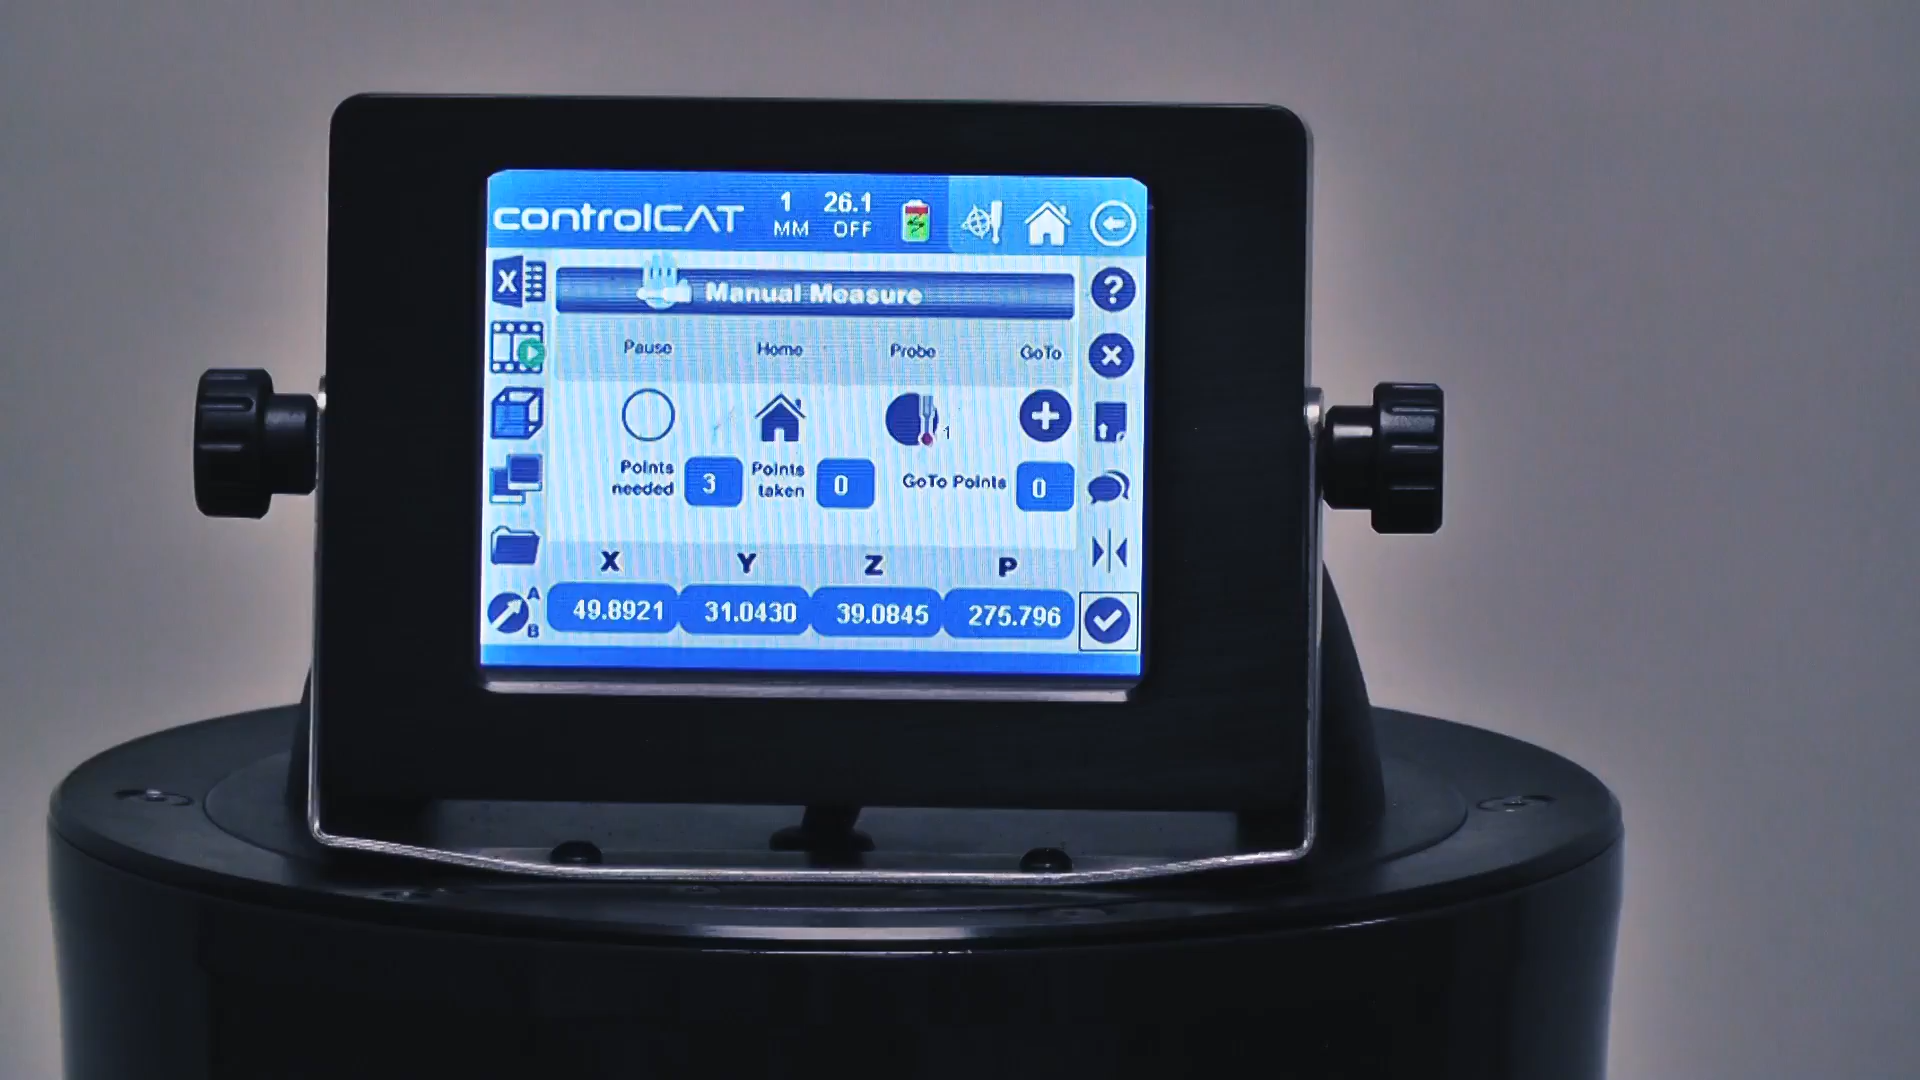 controlCAT
1 26.1
MM OFF
X
Manual Measure
?
Pause Home Probe GoTo
1
Points needed 3 Points taken 0 GoTo Points 0
X Y Z P
A
B
49.8921 31.0430 39.0845 275.796